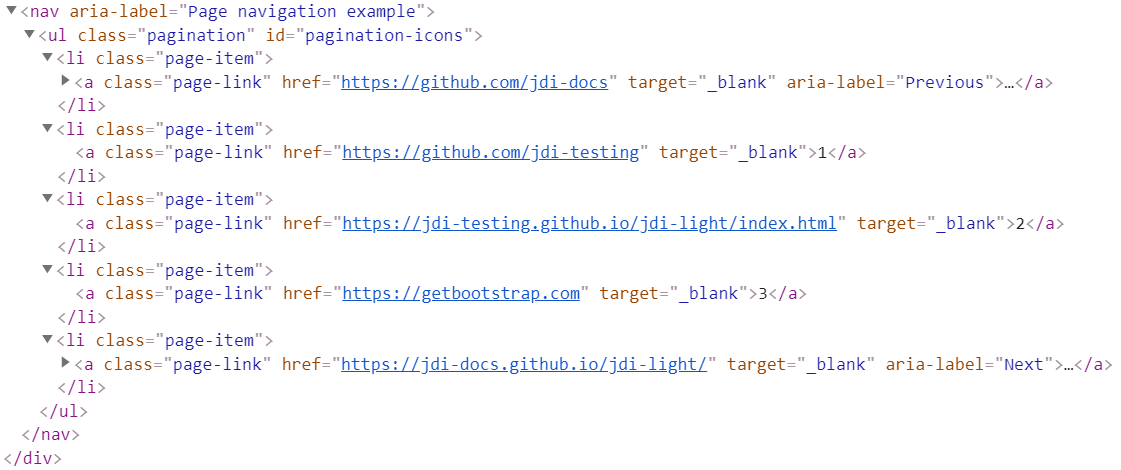 ▼<nav aria-label="Page navigation example">
▼<ul class="pagination" id="pagination-icons">
▼<li class="page-item">
▶<a class="page-link" href="https://github.com/jdi-docs" target="_blank" aria-label="Previous">…</a>
</li>
▼<li class="page-item">
<a class="page-link" href="https://github.com/jdi-testing" target="_blank">1</a>
</li>
▼<li class="page-item">
<a class="page-link" href="https://jdi-testing.github.io/jdi-light/index.html" target="_blank">2</a>
</li>
▼<li class="page-item">
<a class="page-link" href="https://getbootstrap.com" target="_blank">3</a>
</li>
▼<li class="page-item">
▶<a class="page-link" href="https://jdi-docs.github.io/jdi-light/" target="_blank" aria-label="Next">…</a>
</li>
</ul>
</nav>
</div>